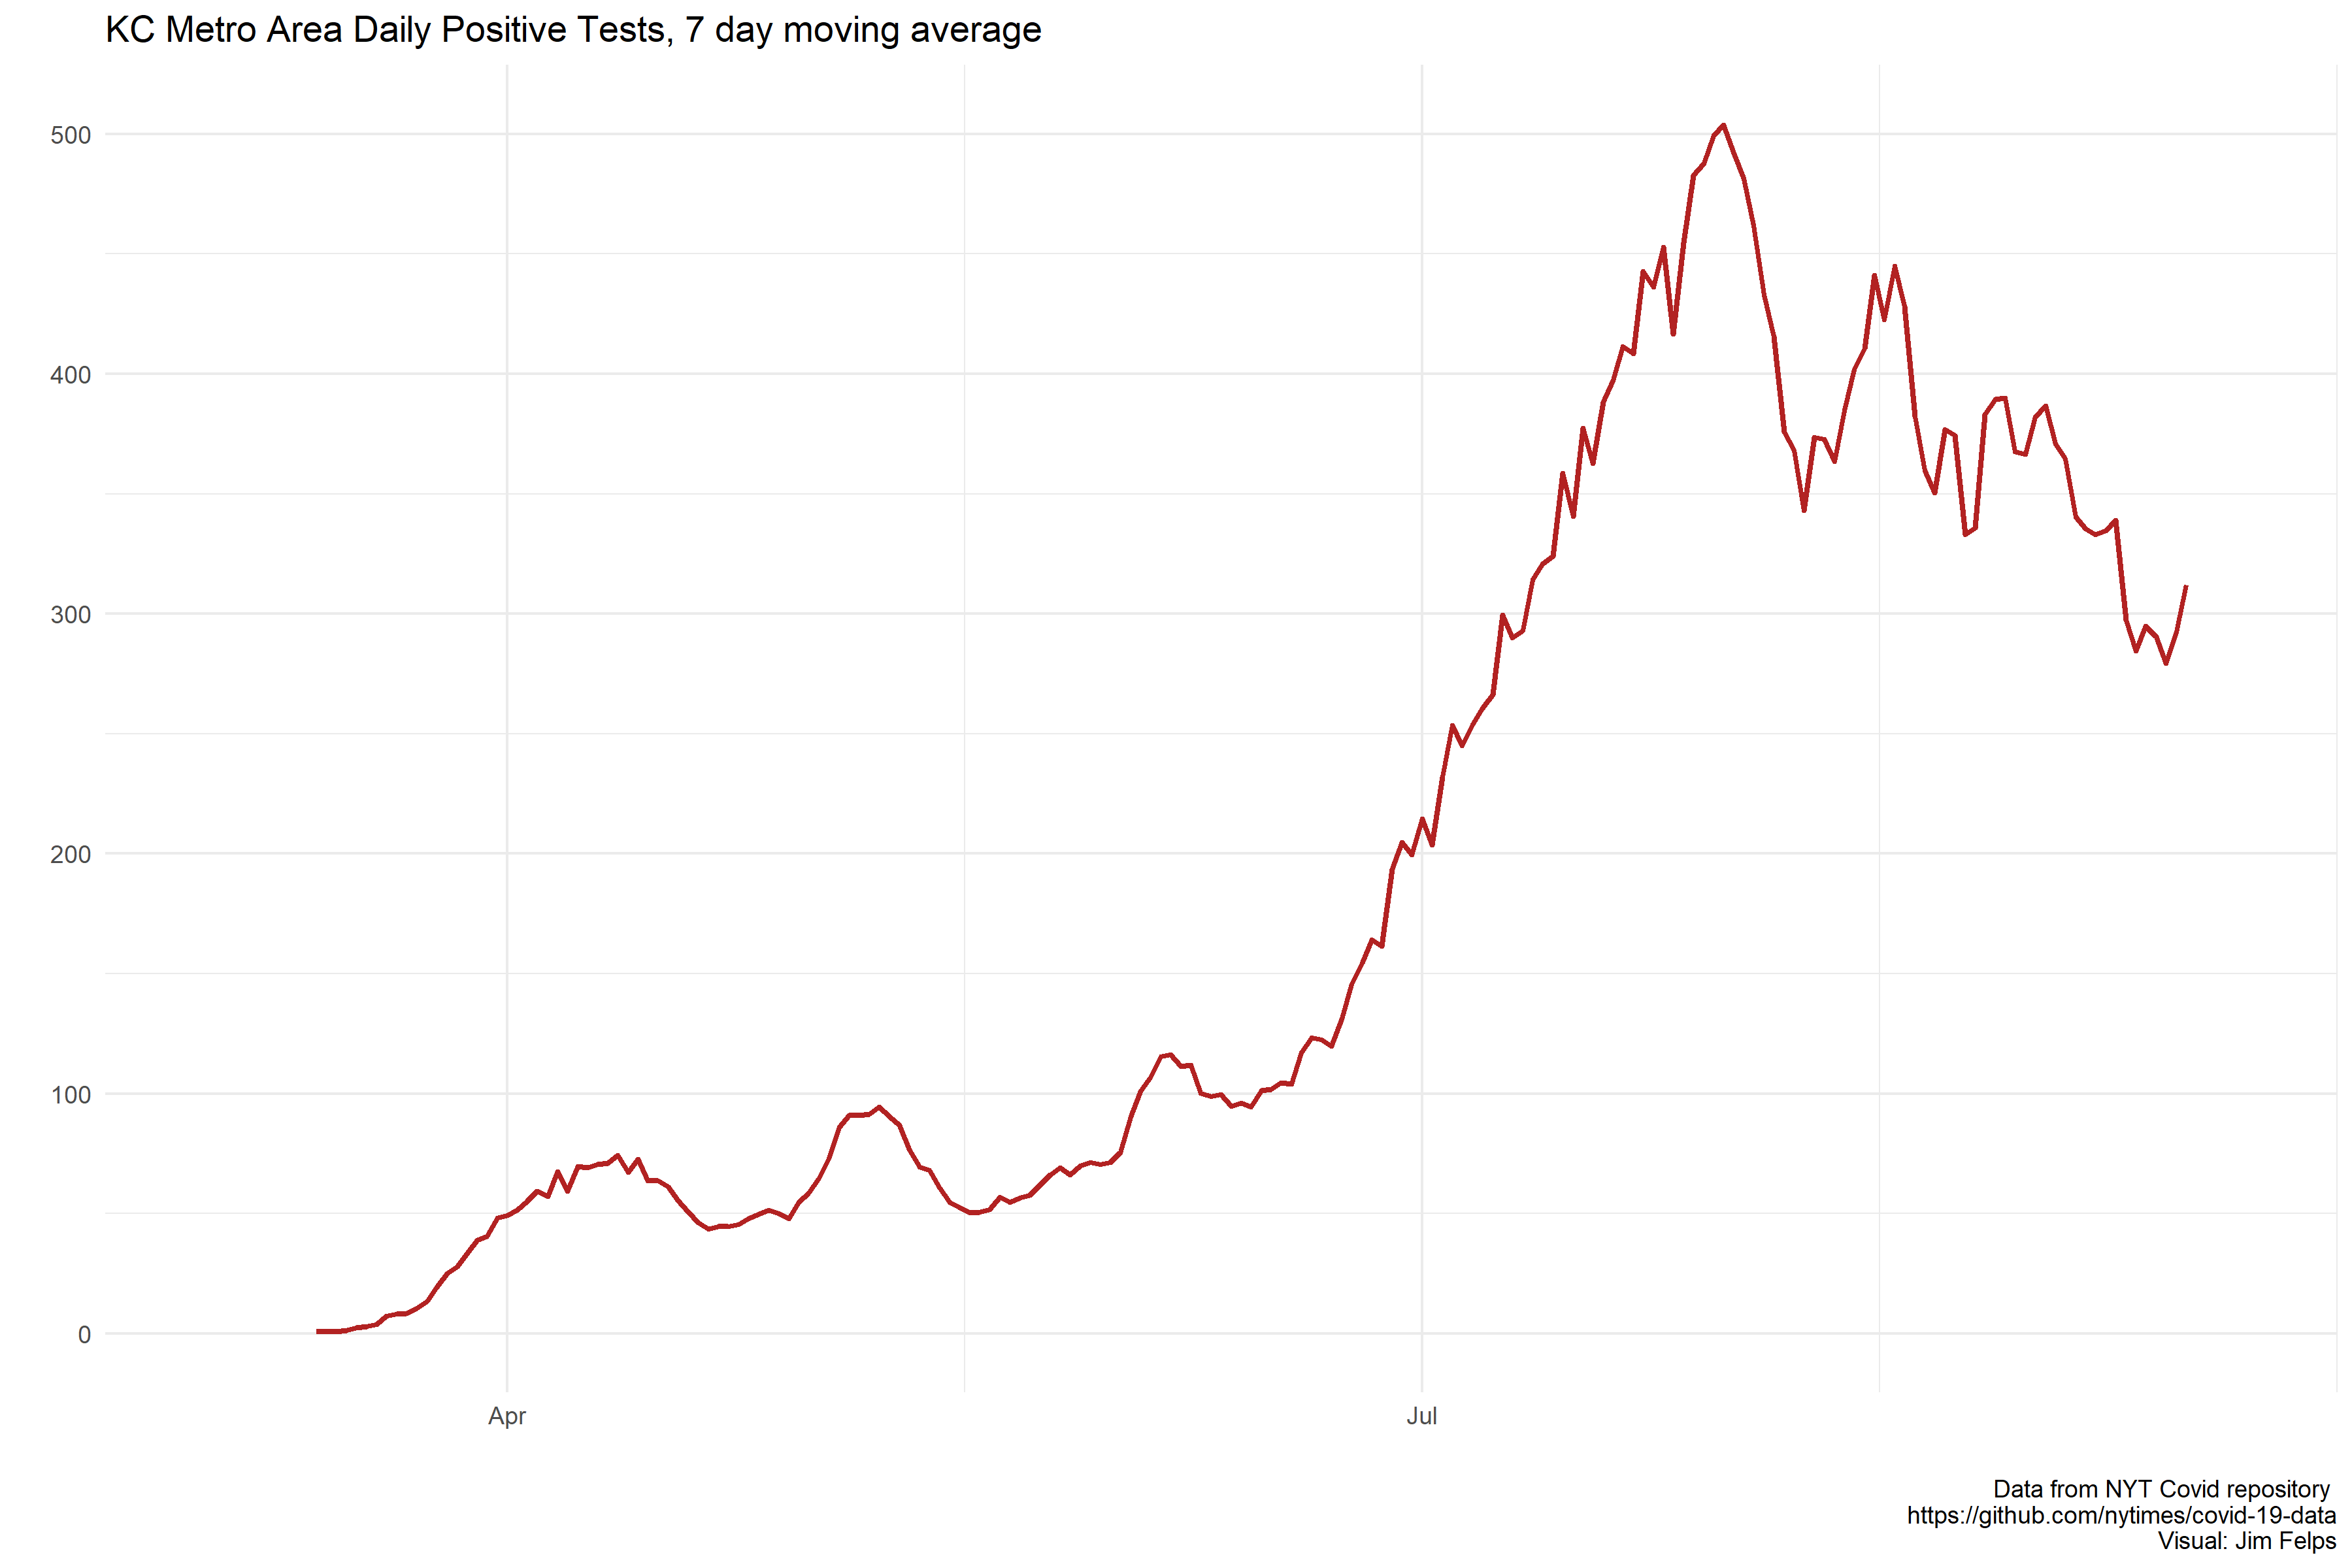 KC Metro Area Daily Positive Tests, 7 day moving average
500
400
300
200
100
0
Apr
Jul
Data from NYT Covid repository
https://github.com/nytimes/covid-19-data
Visual: Jim Felps